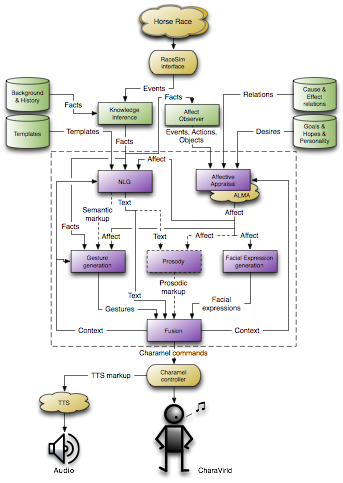 Horse Race
RaceSim
interface
Events
Background
& History
Facts
Knowledge
Inference
Facts
Affect
Observer
Relations
Cause &
Effect
relations
Templates
Templates
Facts
Events, Actions,
Objects
Desires
Goals &
Hopes &
Personality
Affect
NLG
Affective
Appraisal
ALMA
Semantic
markup
Text
Affect
Facts
Affect
Text
Affect
Gesture
generation
Prosody
Facial Expression
generation
Prosodic
markup
Gestures
Text
Facial
expressions
Context
Fusion
Context
Charamel commands
TTS markup
Charamel
controller
TTS
Audio
CharaVirld